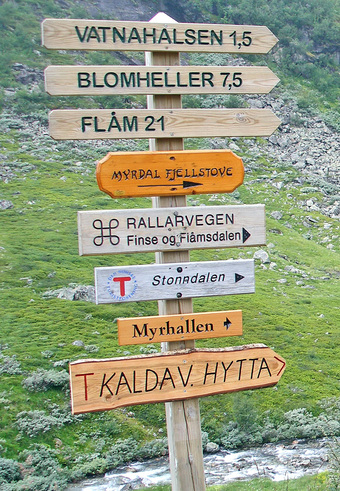 VATNAHALSEN 1,5
BLOMHELLER 7,5
FLÅM 21
MYRDAL FJELLSTOVE
RALLARVEGEN
Finse og Flåmsdalen
T Stonndalen
Myrhallen
T KALDAV. HYTTA